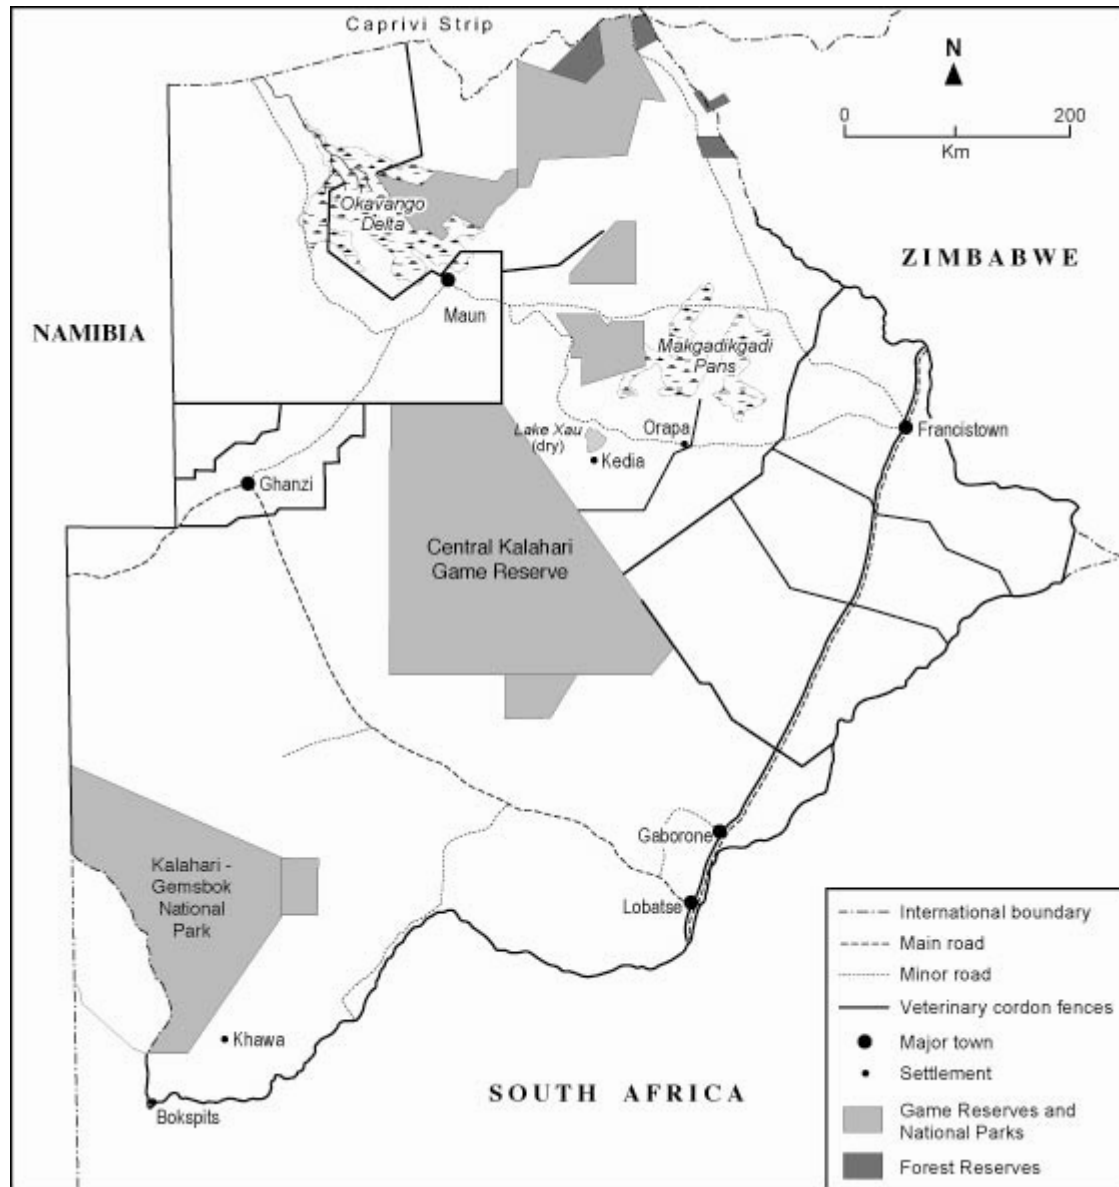 Caprivi Strip
N
0
200
Km
Okavango
Delta
ZIMBABWE
Maun
NAMIBIA
Makgadikgadi
Pans
Lake Xau
(dry)
Orapa
Kedia
Francistown
Ghanzi
Central Kalahari
Game Reserve
Gaborone
Lobatse
Kalahari -
Gemsbok
National
Park
Khawa
Bokspits
SOUTH AFRICA
International boundary
Main road
Minor road
Veterinary cordon fences
Major town
Settlement
Game Reserves and
National Parks
Forest Reserves